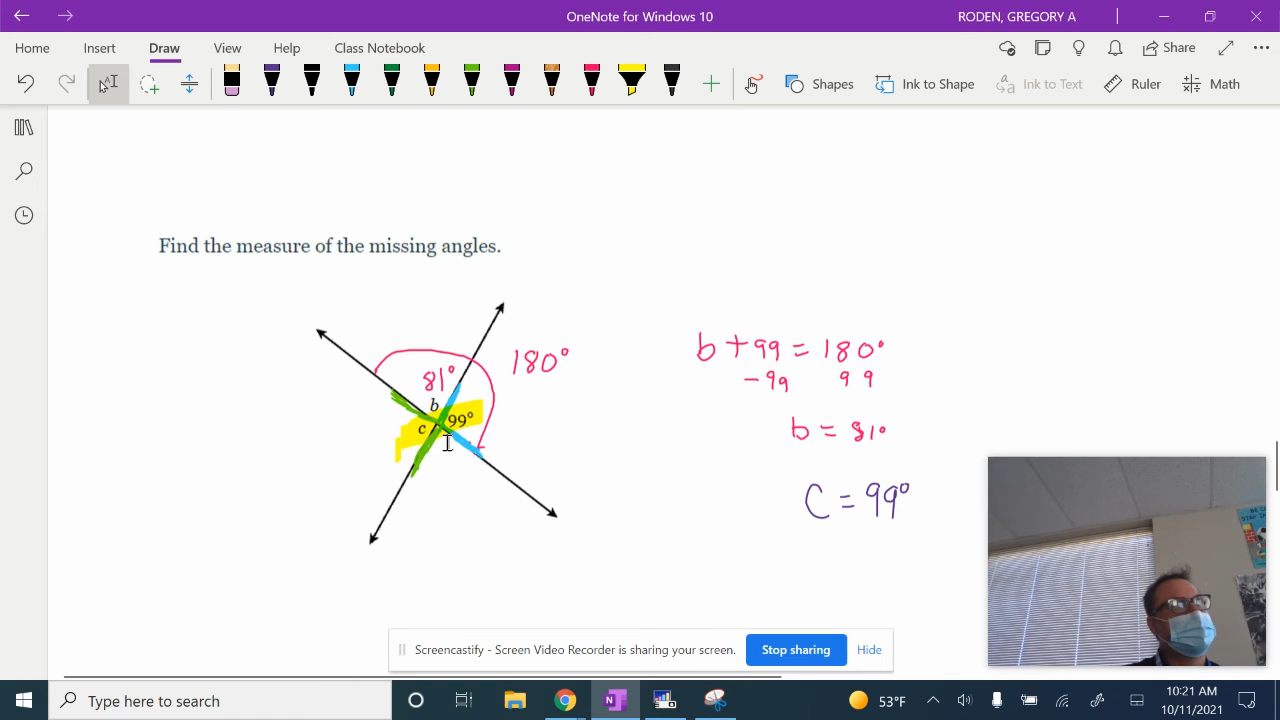 OneNote for Windows 10
RODEN, GREGORY A
Home Insert Draw View Help Class Notebook
Share
Shapes Ink to Shape Ink to Text Ruler Math
Find the measure of the missing angles.
180°
81°
b
99°
c
b + 99 = 180°
- 99 99
b = 81°
C = 99°
Screencastify - Screen Video Recorder is sharing your screen.
Stop sharing
Hide
Type here to search
53°F
10:21 AM
10/11/2021